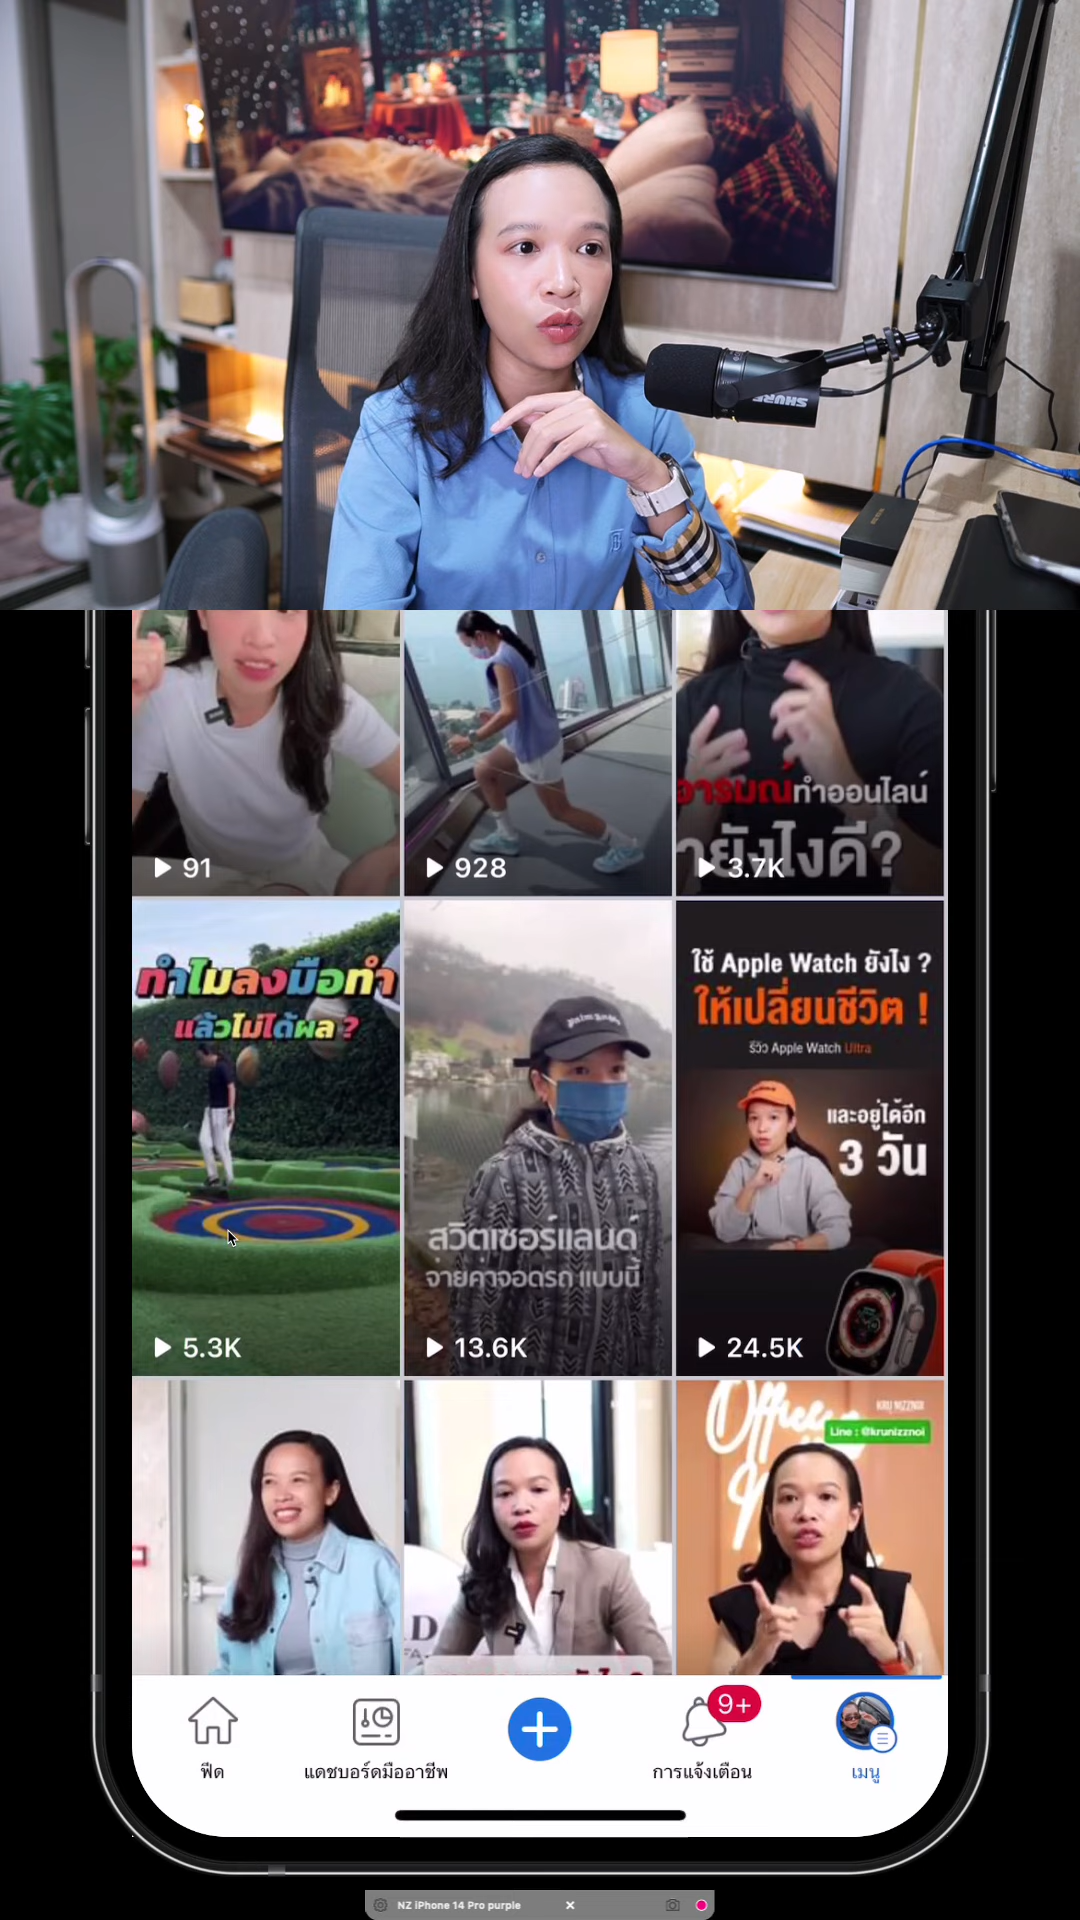 SHURE
อารมณ์ทำออนไลน์
ายังไงดี?
91
928
3.7K
ทำไมลงมือทำ
แล้วไม่ได้ผล ?
ใช้ Apple Watch ยังไง ?
ให้เปลี่ยนชีวิต !
รีวิว Apple Watch Ultra
และอยู่ได้อีก
3 วัน
สวิตเซอร์แลนด์
จ่ายค่าจอดรถ แบบนี้
5.3K
13.6K
24.5K
KRU NZZNOI
Line : @krunizznoi
Office
9+
ฟีด
แดชบอร์ดมืออาชีพ
การแจ้งเตือน
เมนู
NZ iPhone 14 Pro purple